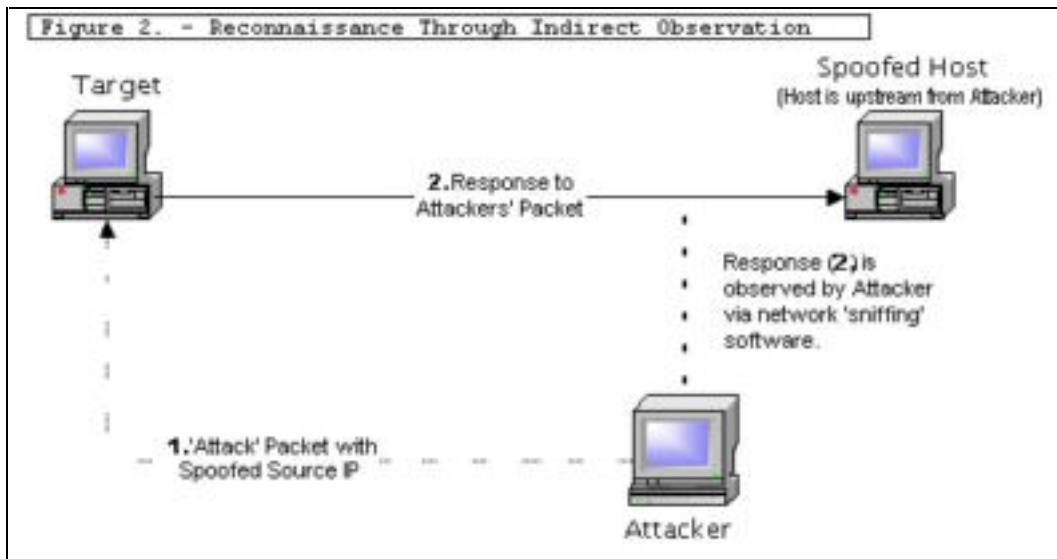 Figure 2. - Reconnaissance Through Indirect Observation
Target
Spoofed Host
(Host is upstream from Attacker)
2.Response to
Attackers' Packet
Response (2) is
observed by Attacker
via network 'sniffing'
software.
1.'Attack' Packet with
Spoofed Source IP
Attacker